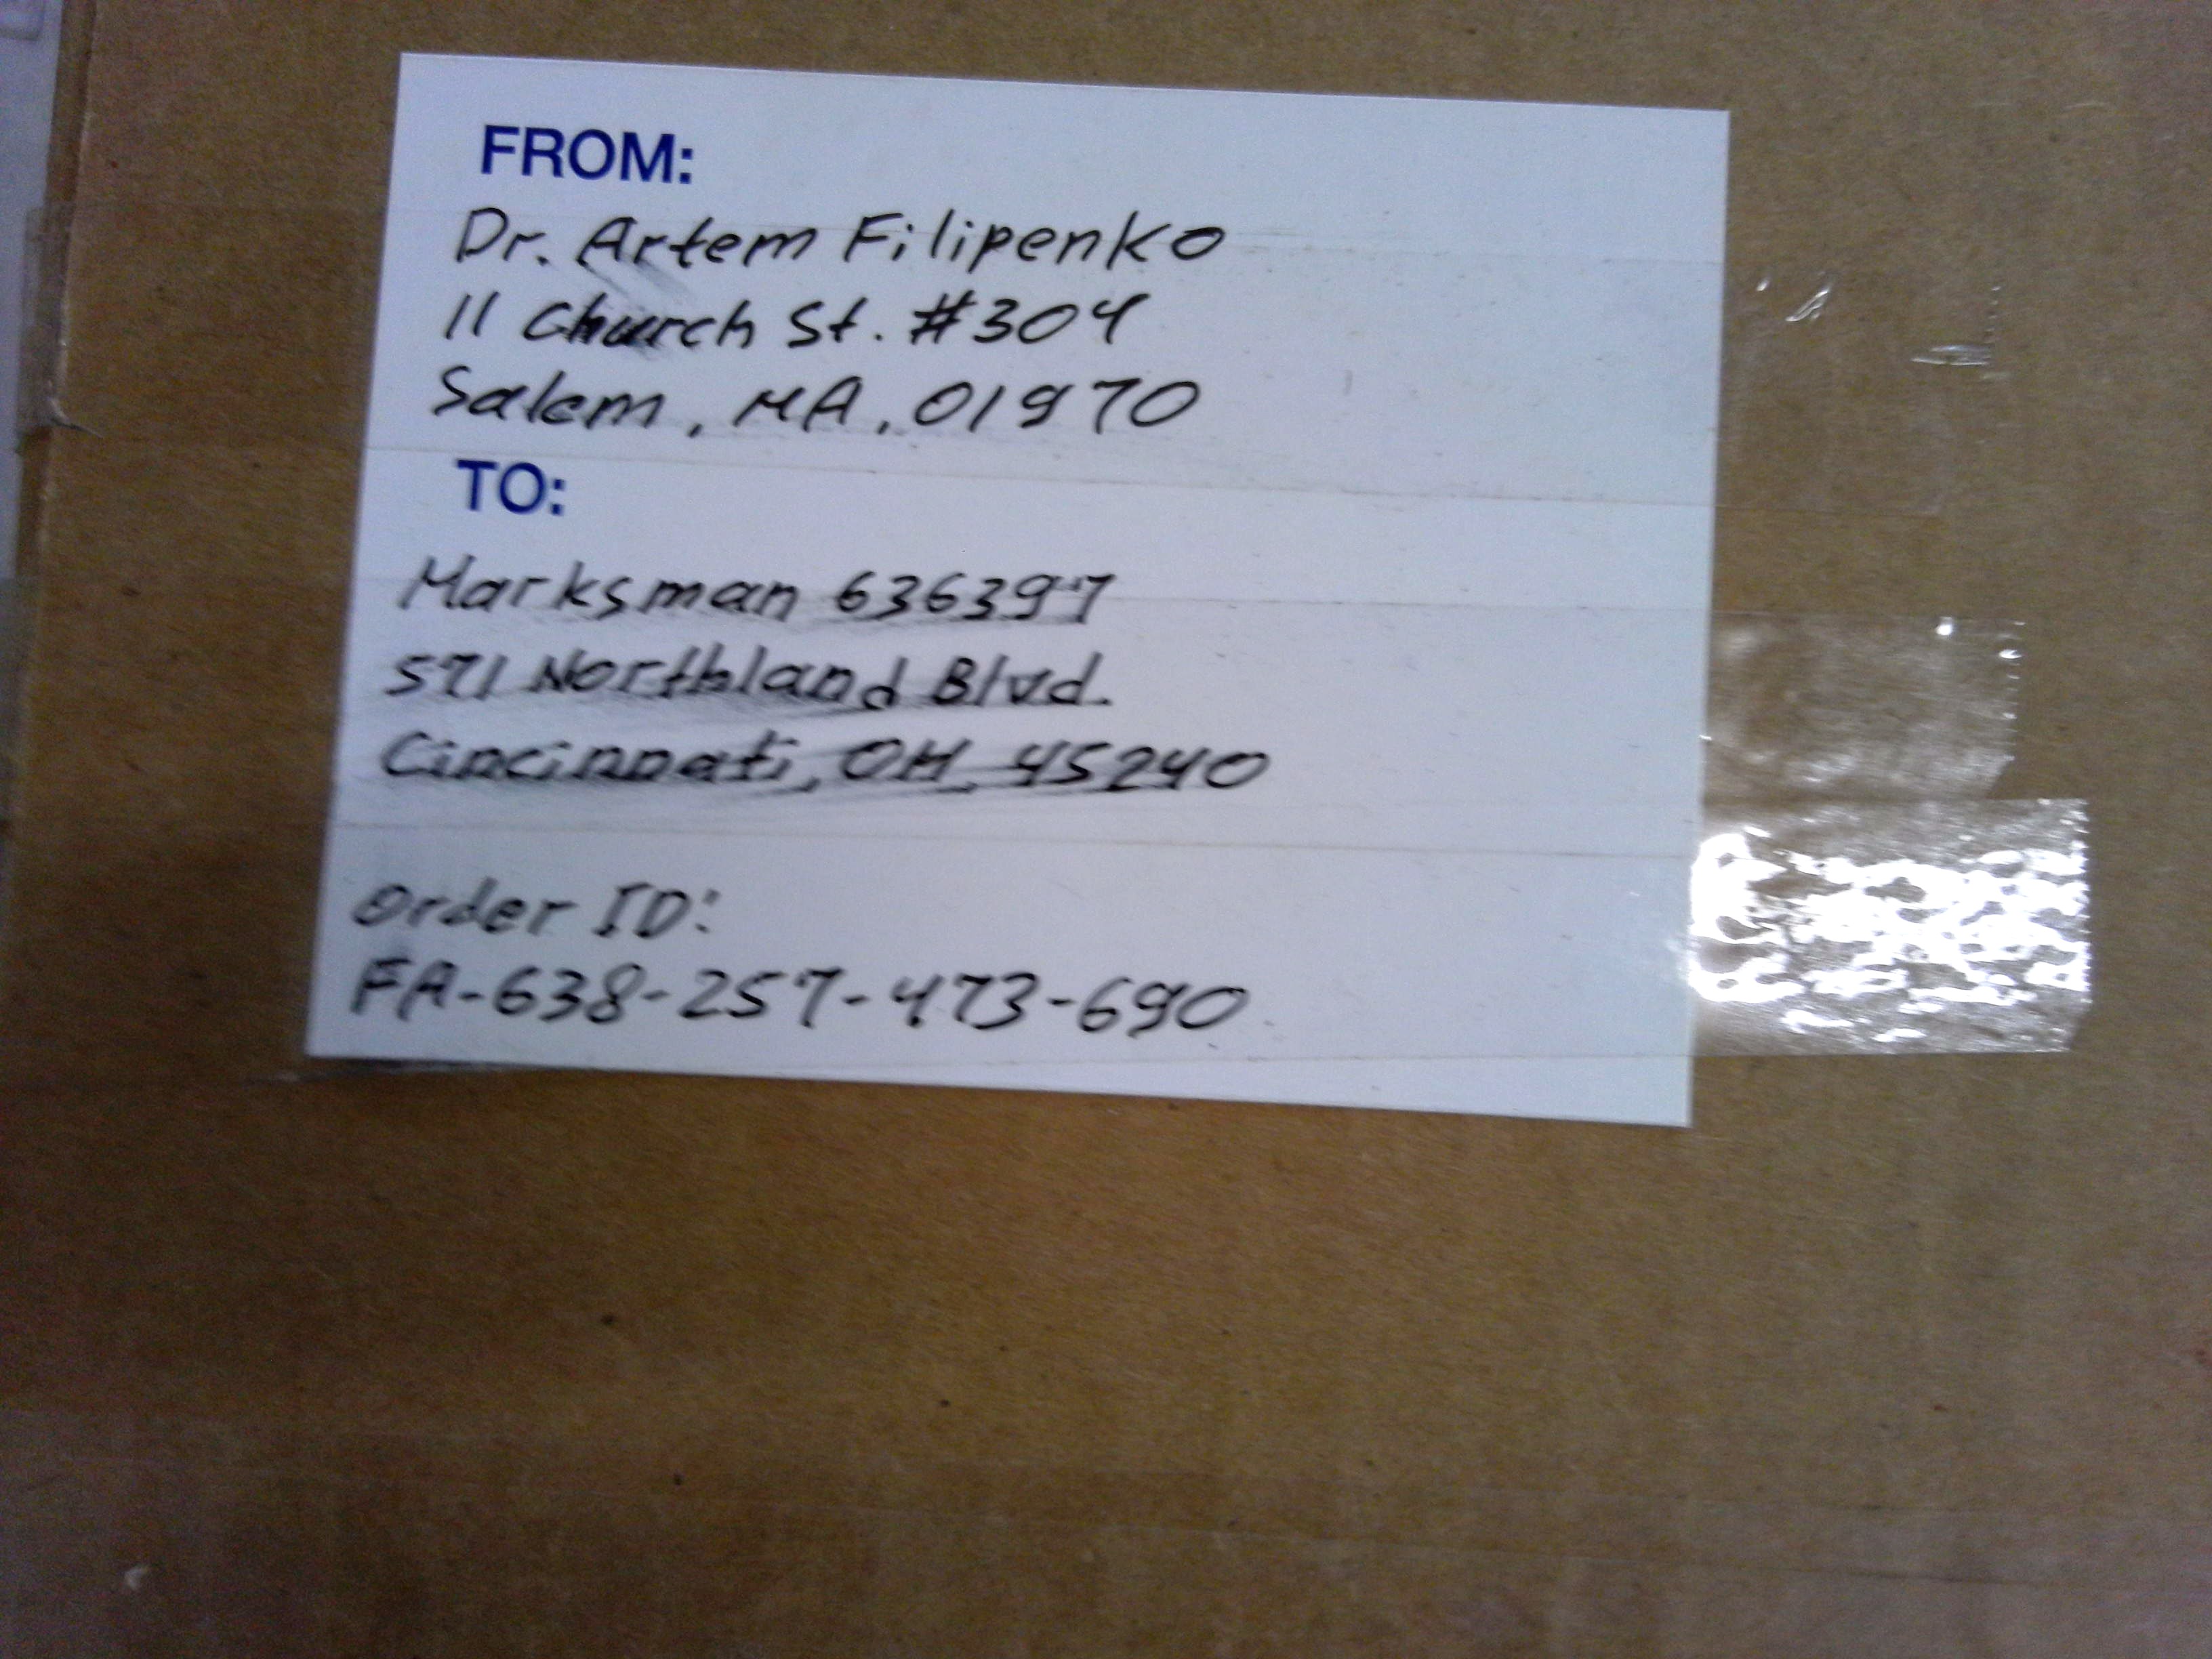 FROM:
Dr. Artem Filipenko
11 Church St. #304
Salem, MA, 01970
TO:
Marksman 636397
571 Northland Blvd.
Cincinnati, OH, 45240
Order ID:
FA-638-257-473-690